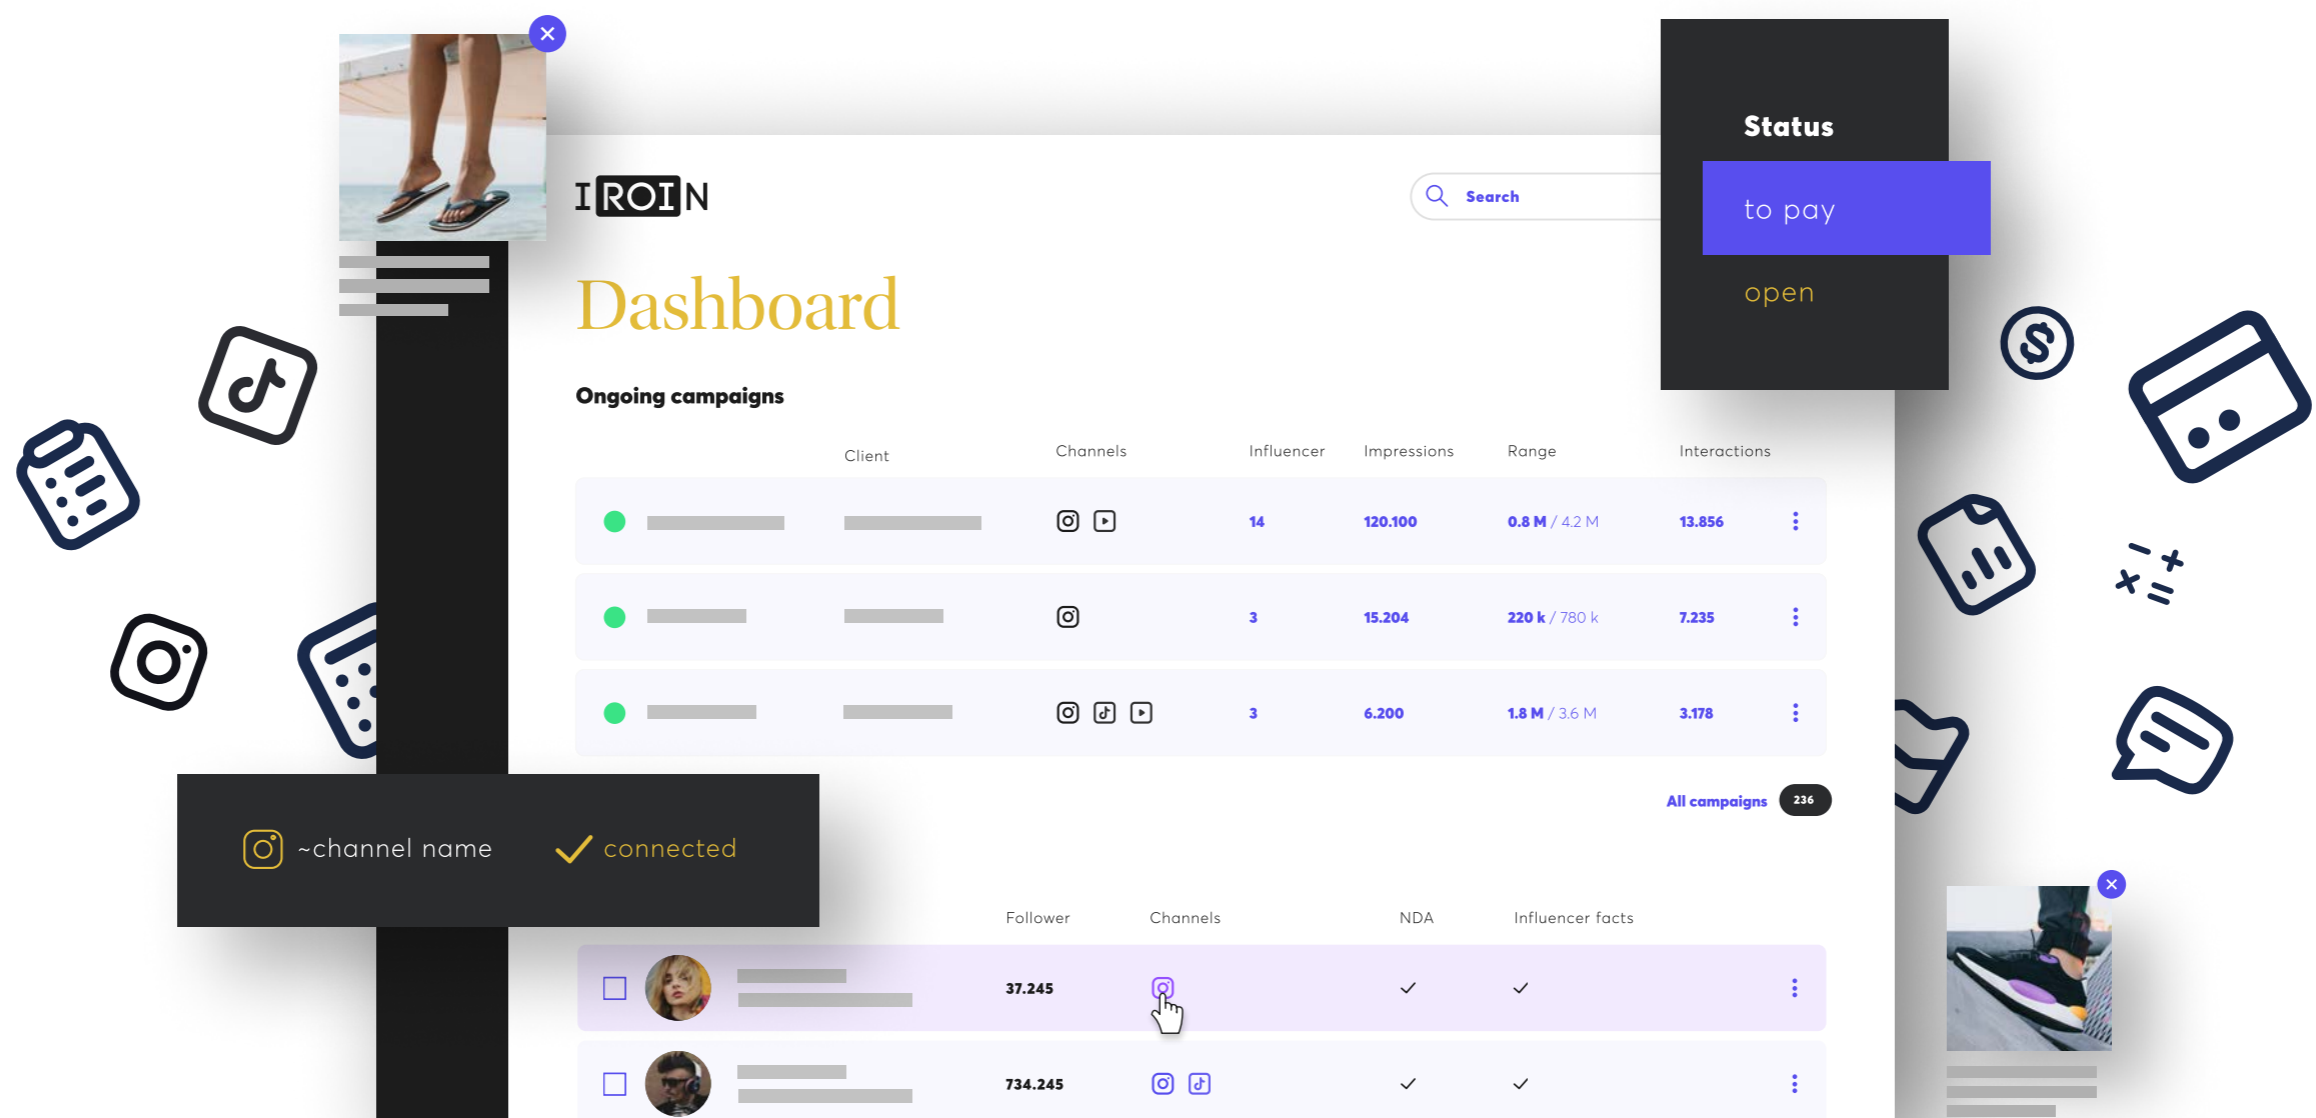 IROIN
Search
Status
to pay
open
Dashboard
Ongoing campaigns
Client Channels Influencer Impressions Range Interactions
14 120.100 0.8 M / 4.2 M 13.856
3 15.204 220 k / 780 k 7.235
3 6.200 1.8 M / 3.6 M 3.178
All campaigns 236
~channel name connected
Follower Channels NDA Influencer facts
37.245
734.245